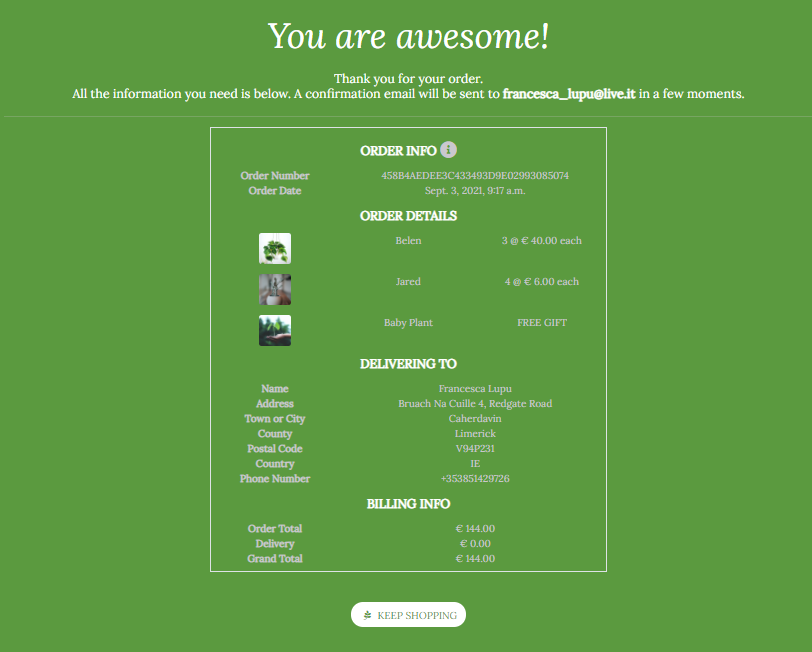 You are awesome!
Thank you for your order.
All the information you need is below. A confirmation email will be sent to francesca_lupu@live.it in a few moments.
ORDER INFO i
Order Number 458B4AEDEE3C433493D9E02993085074
Order Date Sept. 3, 2021, 9:17 a.m.
ORDER DETAILS
Belen 3 @ € 40.00 each
Jared 4 @ € 6.00 each
Baby Plant FREE GIFT
DELIVERING TO
Name Francesca Lupu
Address Bruach Na Cuille 4, Redgate Road
Town or City Caherdavin
County Limerick
Postal Code V94P231
Country IE
Phone Number +353851429726
BILLING INFO
Order Total € 144.00
Delivery € 0.00
Grand Total € 144.00
KEEP SHOPPING